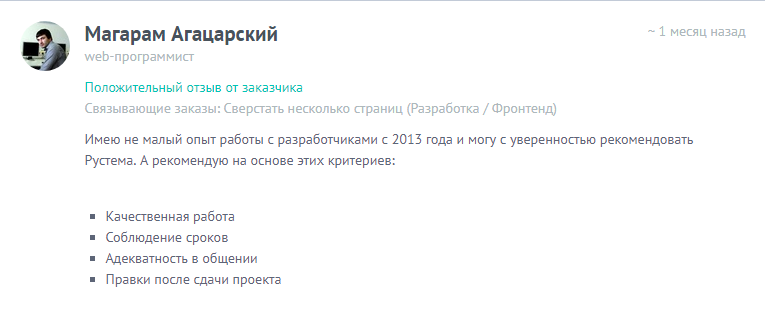 Магарам Агацарский
~ 1 месяц назад
web-программист
Положительный отзыв от заказчика
Связывающие заказы: Сверстать несколько страниц (Разработка / Фронтенд)
Имею не малый опыт работы с разработчиками с 2013 года и могу с уверенностью рекомендовать
Рустема. А рекомендую на основе этих критериев:
Качественная работа
Соблюдение сроков
Адекватность в общении
Правки после сдачи проекта